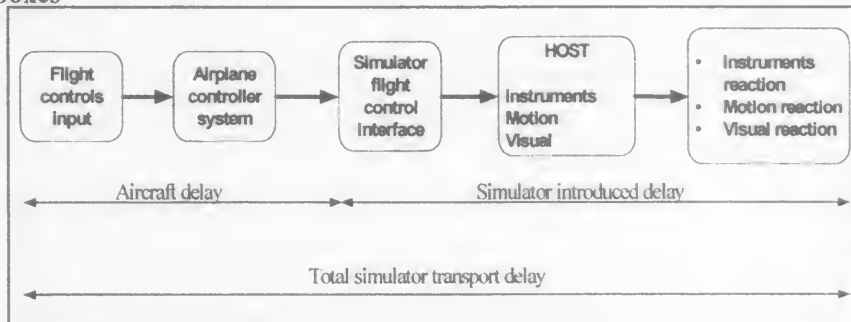 Flight
controls
input
Airplane
controller
system
Simulator
flight
control
interface
HOST
Instruments
Motion
Visual
• Instruments
reaction
• Motion reaction
• Visual reaction
Aircraft delay
Simulator introduced delay
Total simulator transport delay